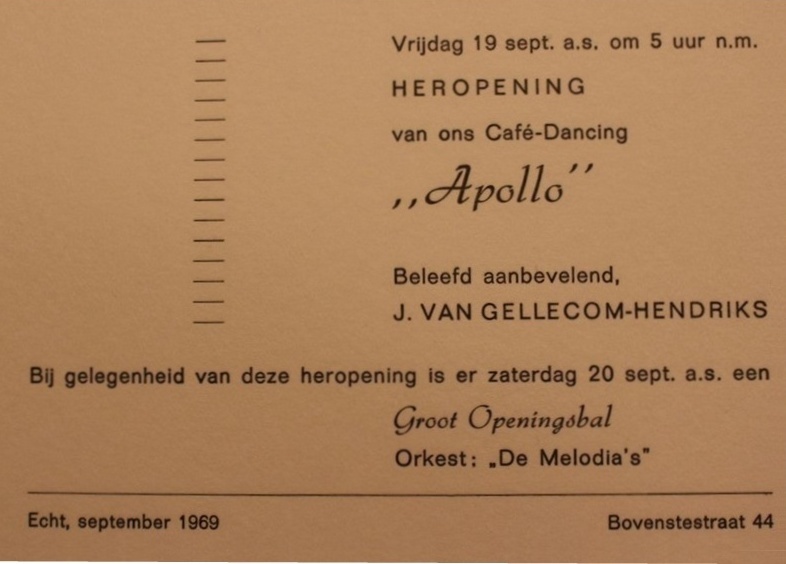 Vrijdag 19 sept. a.s. om 5 uur n.m.
HEROPENING
van ons Café-Dancing
,,Apollo’’
Beleefd aanbevelend,
J. VAN GELLECOM-HENDRIKS
Bij gelegenheid van deze heropening is er zaterdag 20 sept. a.s. een
Groot Openingsbal
Orkest: „De Melodia's”
Echt, september 1969
Bovenstestraat 44